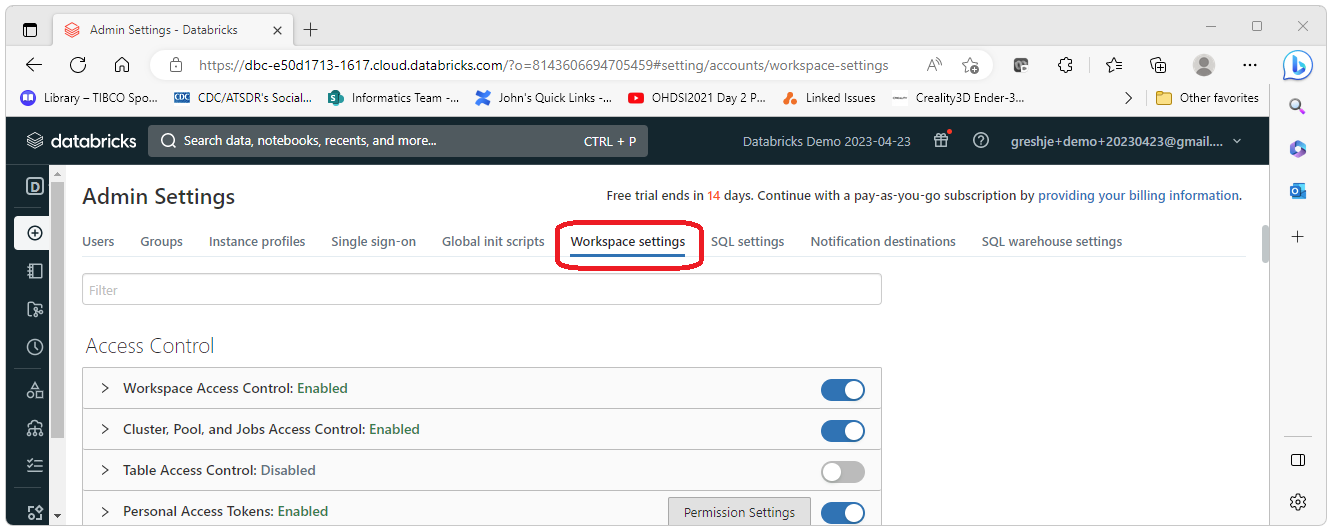 Admin Settings - Databricks
https://dbc-e50d1713-1617.cloud.databricks.com/?o=8143606694705459#setting/accounts/workspace-settings
Library – TIBCO Spo... CDC CDC/ATSDR's Social... Informatics Team -... John's Quick Links -... OHDSI2021 Day 2 P... Linked Issues Creality3D Ender-3... Other favorites
databricks Search data, notebooks, recents, and more... CTRL + P Databricks Demo 2023-04-23 greshje+demo+20230423@gmail....
Admin Settings Free trial ends in 14 days. Continue with a pay-as-you-go subscription by providing your billing information.
Users Groups Instance profiles Single sign-on Global init scripts Workspace settings SQL settings Notification destinations SQL warehouse settings
Filter
Access Control
Workspace Access Control: Enabled
Cluster, Pool, and Jobs Access Control: Enabled
Table Access Control: Disabled
Personal Access Tokens: Enabled Permission Settings